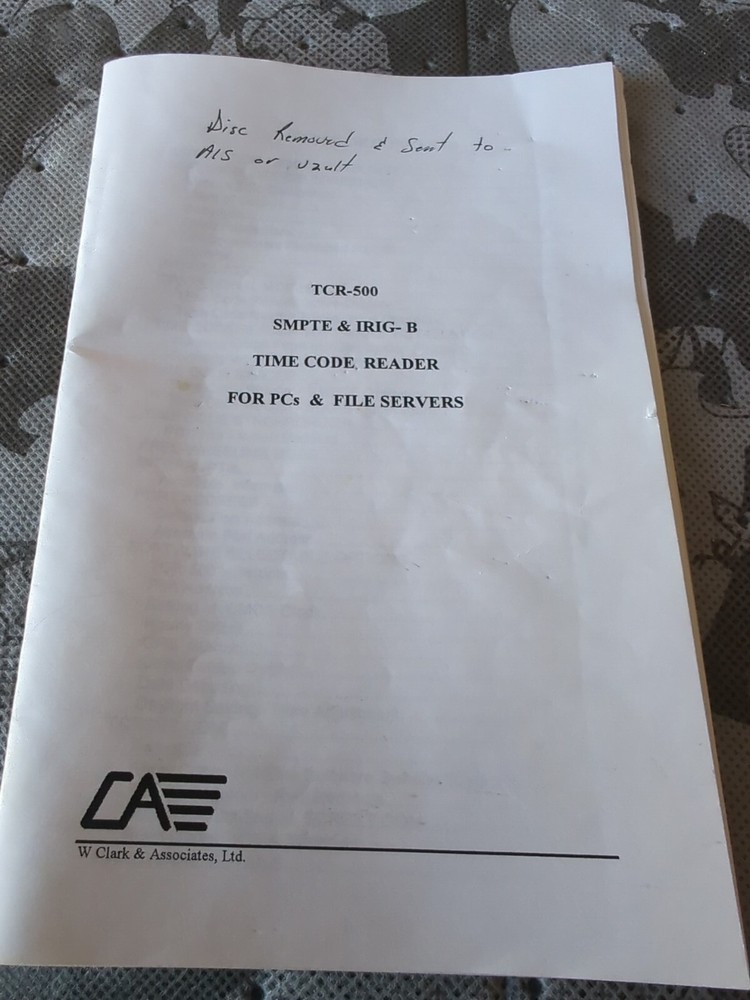 Disc Removed & Sent to
AIS or vault
TCR-500
SMPTE & IRIG- B
TIME CODE READER
FOR PCs & FILE SERVERS
CAE
W Clark & Associates, Ltd.